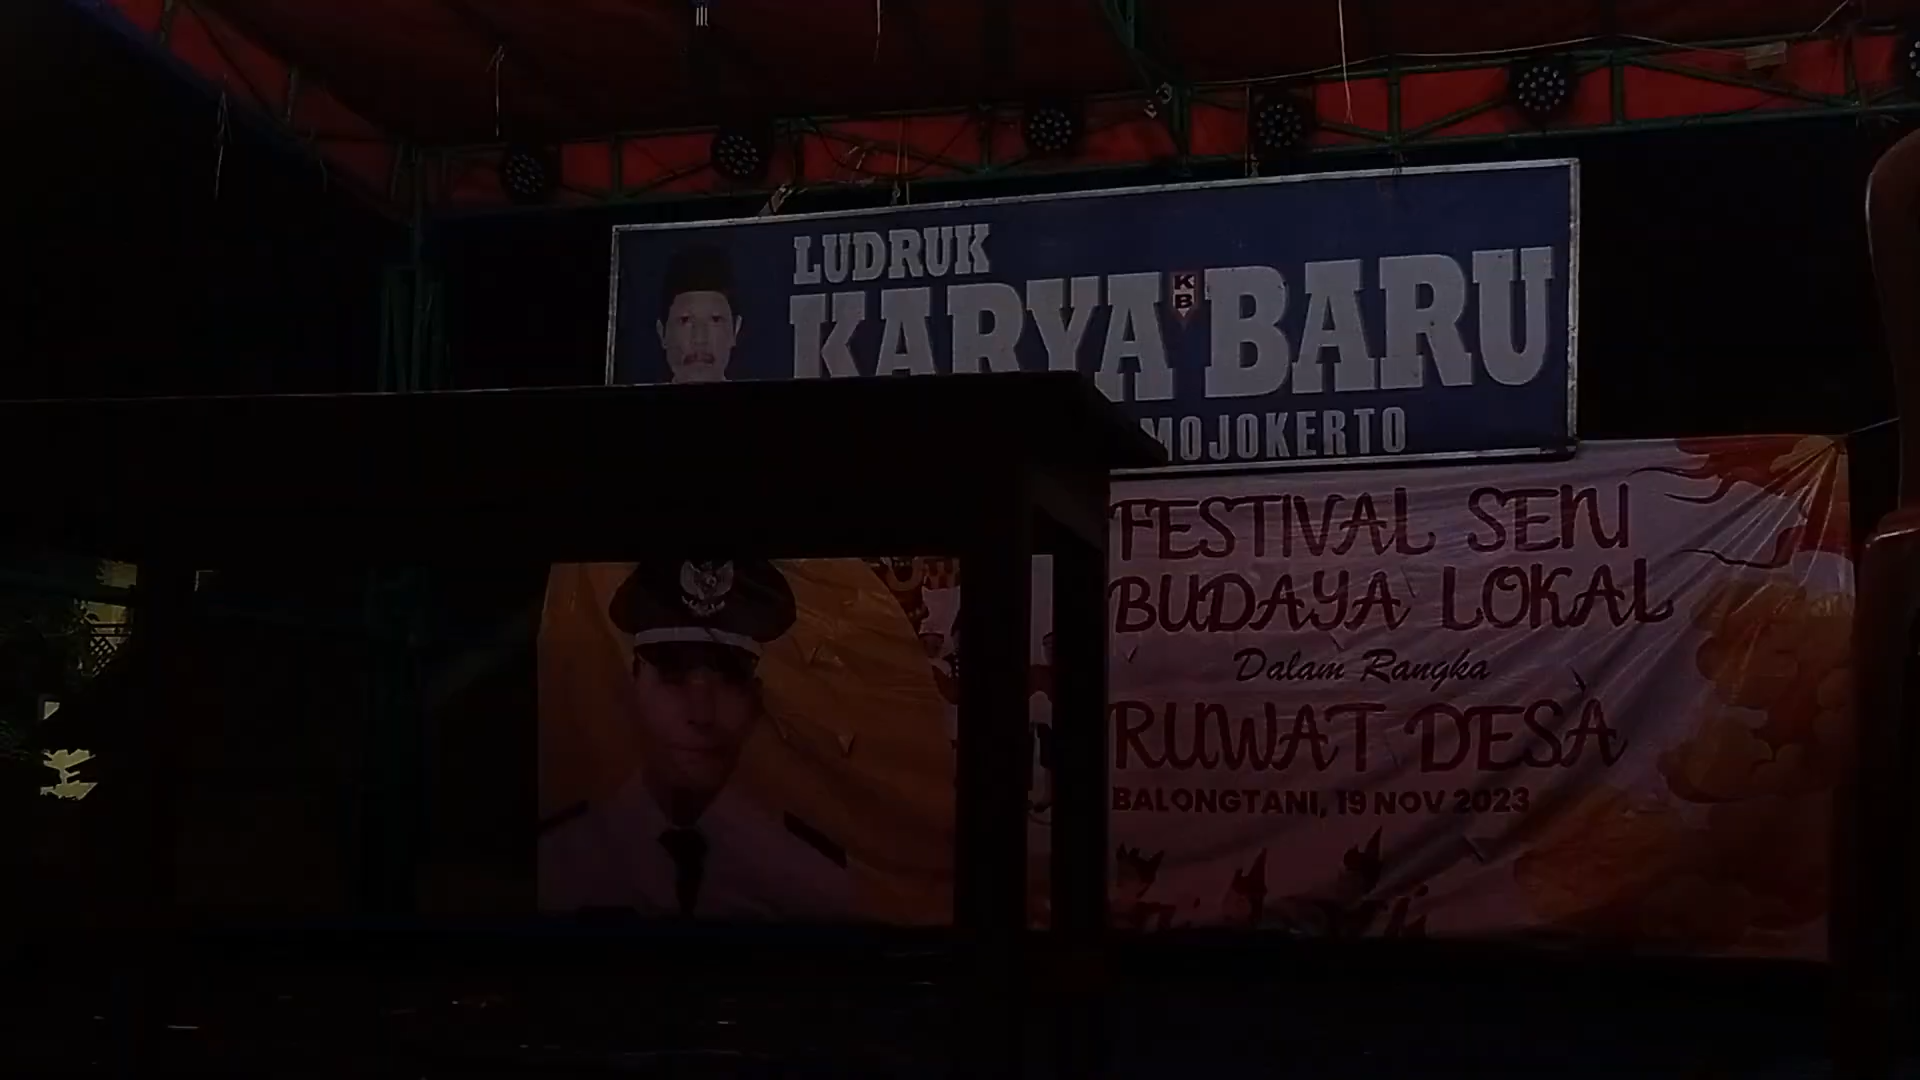 LUDRUK
KARYA KB BARU
MOJOKERTO
FESTIVAL SENI
BUDAYA LOKAL
Dalam Rangka
RUWAT DESA
BALONGTANI, 19 NOV 2023